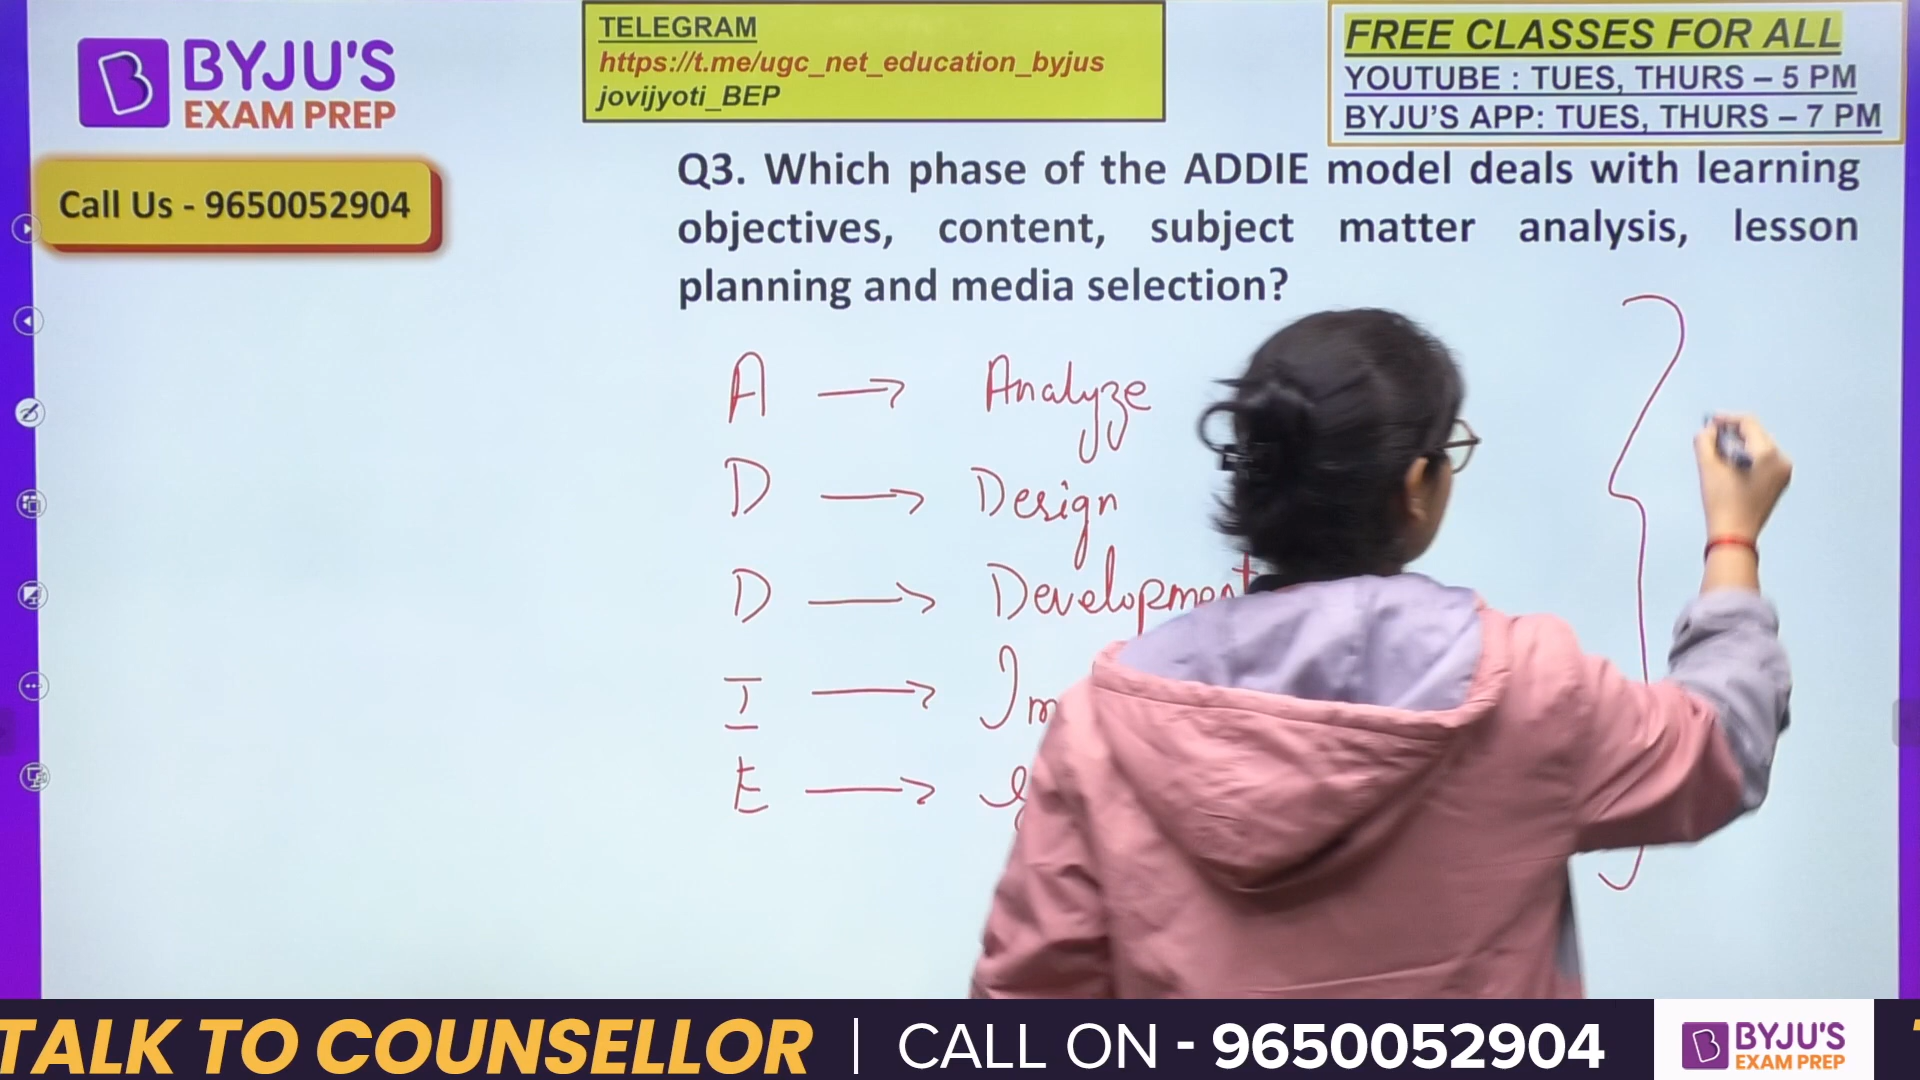 BYJU'S
EXAM PREP
TELEGRAM
https://t.me/ugc_net_education_byjus
jovijyoti_BEP
FREE CLASSES FOR ALL
YOUTUBE : TUES, THURS – 5 PM
BYJU'S APP: TUES, THURS – 7 PM
Call Us - 9650052904
Q3. Which phase of the ADDIE model deals with learning
objectives, content, subject matter analysis, lesson
planning and media selection?
A → Analyze
D → Design
D → Development
I → Im
E →
TALK TO COUNSELLOR | CALL ON - 9650052904
BYJU'S
EXAM PREP